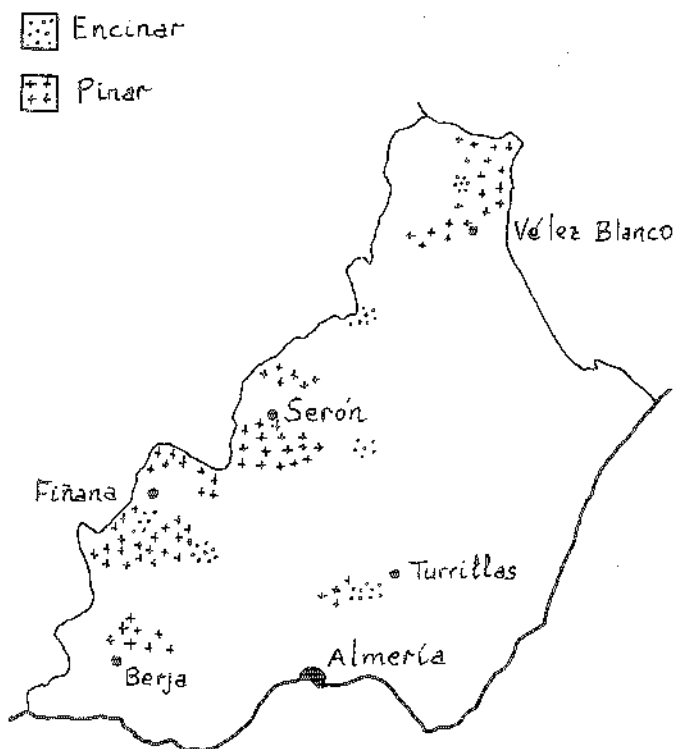 Encinar
Pinar
Vélez Blanco
Serón
Fiñana
Turrillas
Almería
Berja